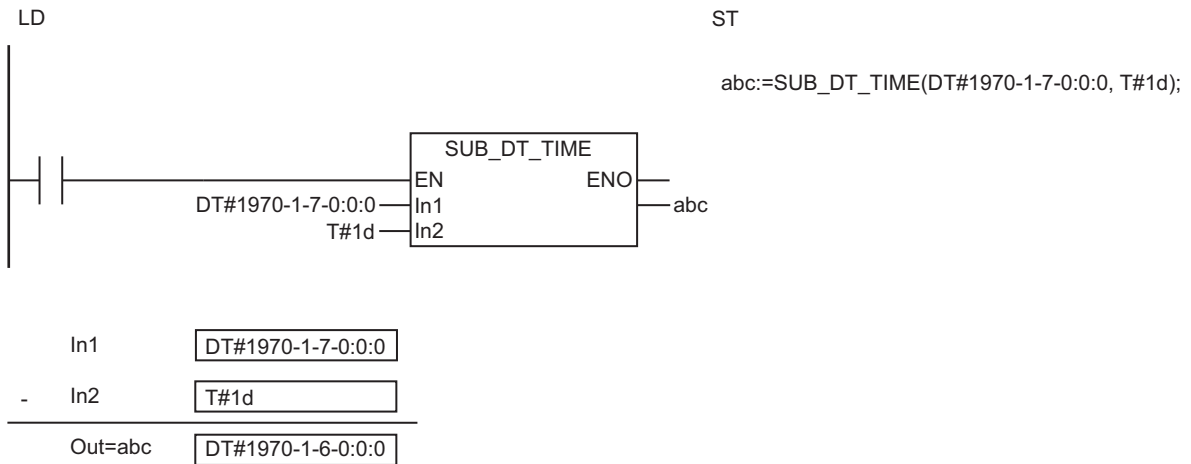 LD
ST
abc:=SUB_DT_TIME(DT#1970-1-7-0:0:0, T#1d);
SUB_DT_TIME
EN ENO
DT#1970-1-7-0:0:0 In1 abc
T#1d In2
In1 DT#1970-1-7-0:0:0
- In2 T#1d
Out=abc DT#1970-1-6-0:0:0